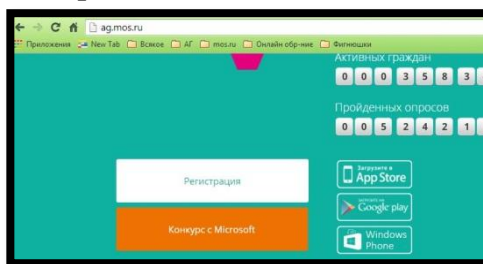 ag.mos.ru
Приложения New Tab Всякое АГ mos.ru Онлайн обр-ние Фигнюшки
Активных граждан
0 0 0 3 5 8 3
Пройденных опросов
0 0 5 2 4 2 1
Регистрация
Загрузите в
App Store
Google play
Конкурс с Microsoft
Windows
Phone